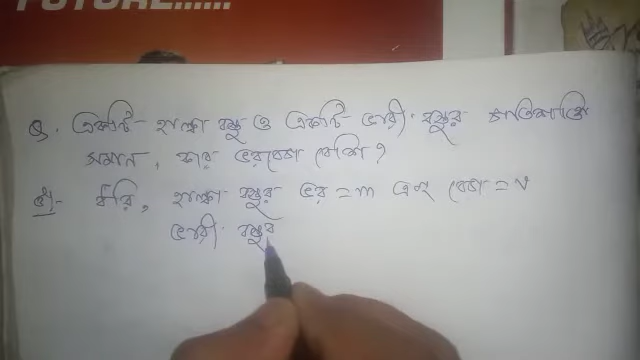 FUTURE......
Q. একটি হাল্কা বস্তু ও একটি ভারী বস্তুর গতিশক্তি
সমান, কার ভরবেগ বেশি?
ধরি, হাল্কা বস্তুর ভর = m এবং বেগ = v
ভারী বস্তুর